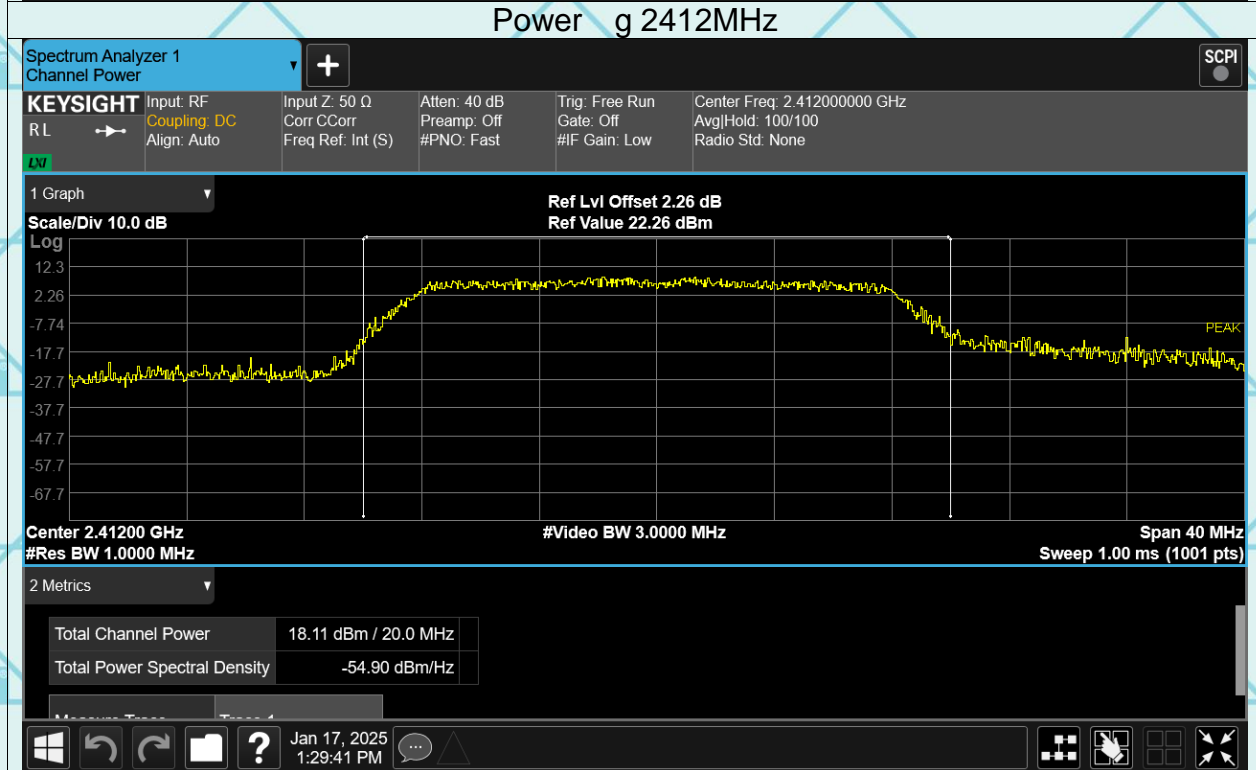 Power g 2412MHz
Spectrum Analyzer 1
Channel Power
SCPI
KEYSIGHT
RL
LXI
Input: RF
Coupling: DC
Align: Auto
Input Z: 50 Ω
Corr CCorr
Freq Ref: Int (S)
Atten: 40 dB
Preamp: Off
#PNO: Fast
Trig: Free Run
Gate: Off
#IF Gain: Low
Center Freq: 2.412000000 GHz
Avg|Hold: 100/100
Radio Std: None
1 Graph
Scale/Div 10.0 dB
Ref Lvl Offset 2.26 dB
Ref Value 22.26 dBm
Log
12.3
2.26
-7.74
PEAK
-17.7
-27.7
-37.7
-47.7
-57.7
-67.7
Center 2.41200 GHz
#Res BW 1.0000 MHz
#Video BW 3.0000 MHz
Span 40 MHz
Sweep 1.00 ms (1001 pts)
2 Metrics
Total Channel Power 18.11 dBm / 20.0 MHz
Total Power Spectral Density -54.90 dBm/Hz
Measure Trace Trace 1
Jan 17, 2025
1:29:41 PM